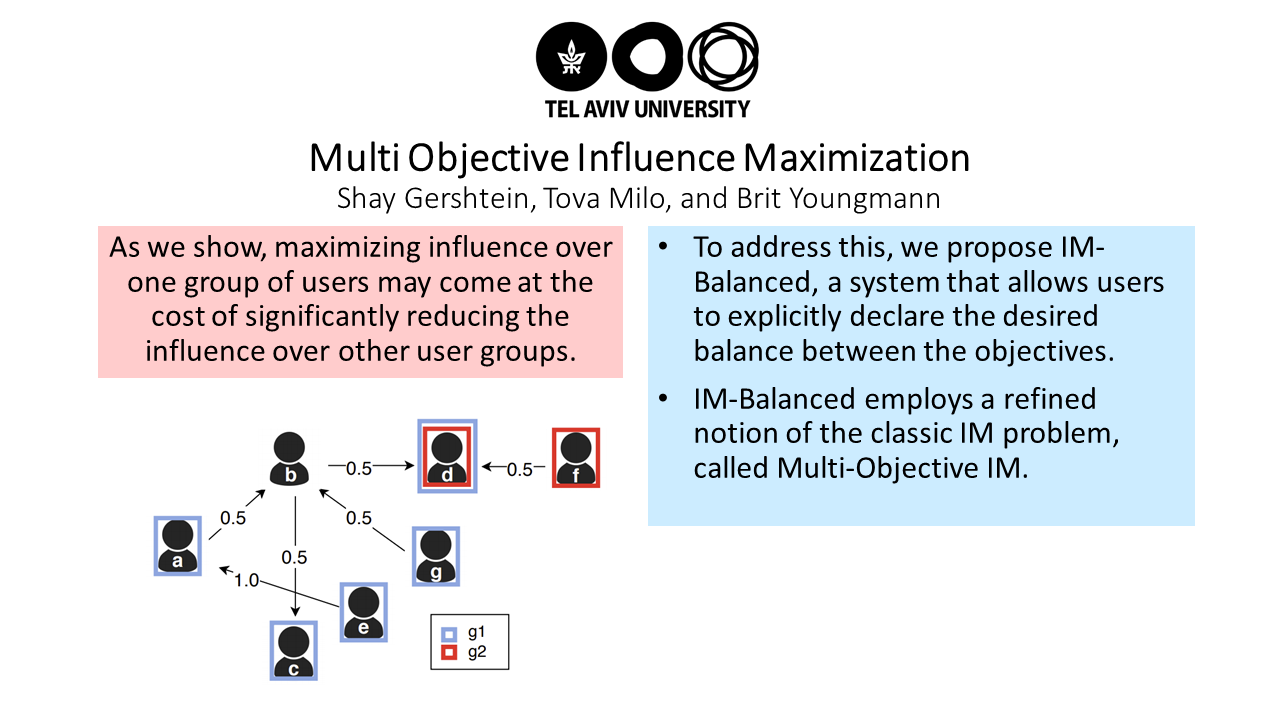 TEL AVIV UNIVERSITY
Multi Objective Influence Maximization
Shay Gershtein, Tova Milo, and Brit Youngmann
As we show, maximizing influence over
one group of users may come at the
cost of significantly reducing the
influence over other user groups.
• To address this, we propose IM-
Balanced, a system that allows users
to explicitly declare the desired
balance between the objectives.
• IM-Balanced employs a refined
notion of the classic IM problem,
called Multi-Objective IM.
b
0.5
d
0.5
f
a
0.5
0.5
g
0.5
1.0
e
c
g1
g2